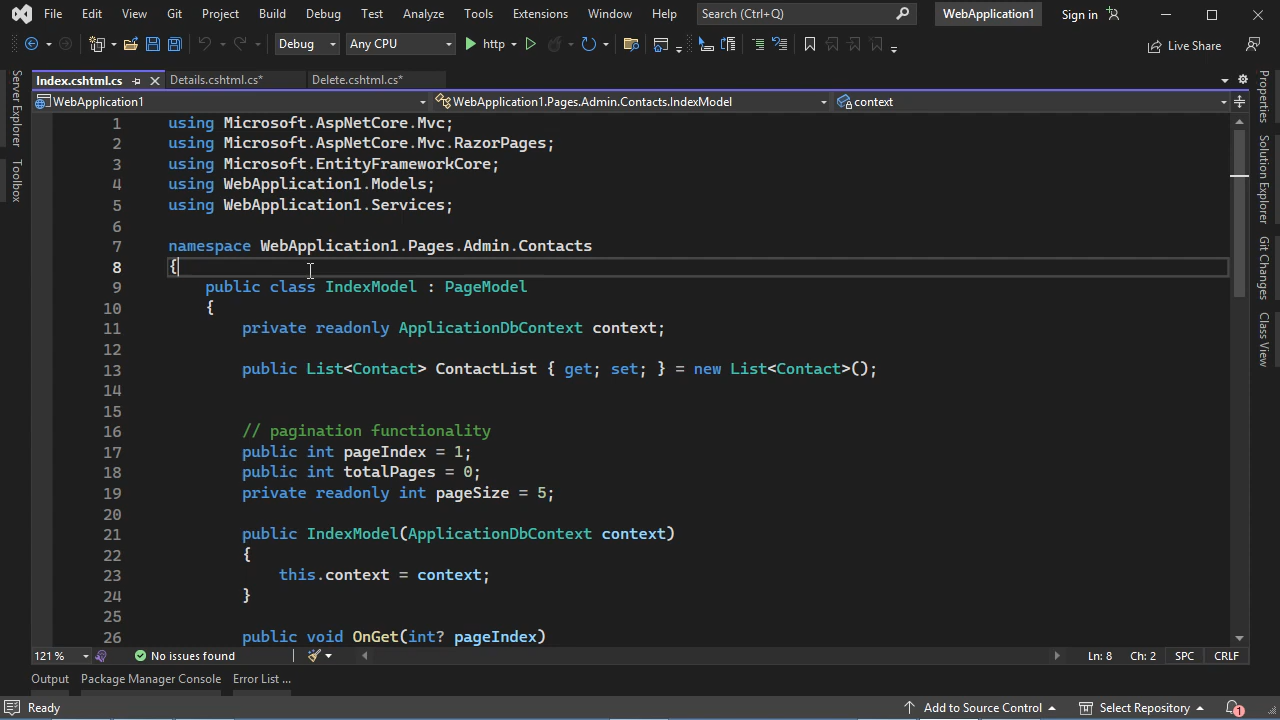 File Edit View Git Project Build Debug Test Analyze Tools Extensions Window Help Search (Ctrl+Q) WebApplication1 Sign in
Debug Any CPU http Live Share
Index.cshtml.cs Details.cshtml.cs* Delete.cshtml.cs*
WebApplication1 WebApplication1.Pages.Admin.Contacts.IndexModel context
Server Explorer
Toolbox
1 using Microsoft.AspNetCore.Mvc;
2 using Microsoft.AspNetCore.Mvc.RazorPages;
3 using Microsoft.EntityFrameworkCore;
4 using WebApplication1.Models;
5 using WebApplication1.Services;
6
7 namespace WebApplication1.Pages.Admin.Contacts
8 {
9 public class IndexModel : PageModel
10 {
11 private readonly ApplicationDbContext context;
12
13 public List<Contact> ContactList { get; set; } = new List<Contact>();
14
15
16 // pagination functionality
17 public int pageIndex = 1;
18 public int totalPages = 0;
19 private readonly int pageSize = 5;
20
21 public IndexModel(ApplicationDbContext context)
22 {
23 this.context = context;
24 }
25
26 public void OnGet(int? pageIndex)
Properties
Solution Explorer
Git Changes
Class View
121 % No issues found Ln: 8 Ch: 2 SPC CRLF
Output Package Manager Console Error List ...
Ready Add to Source Control Select Repository 1